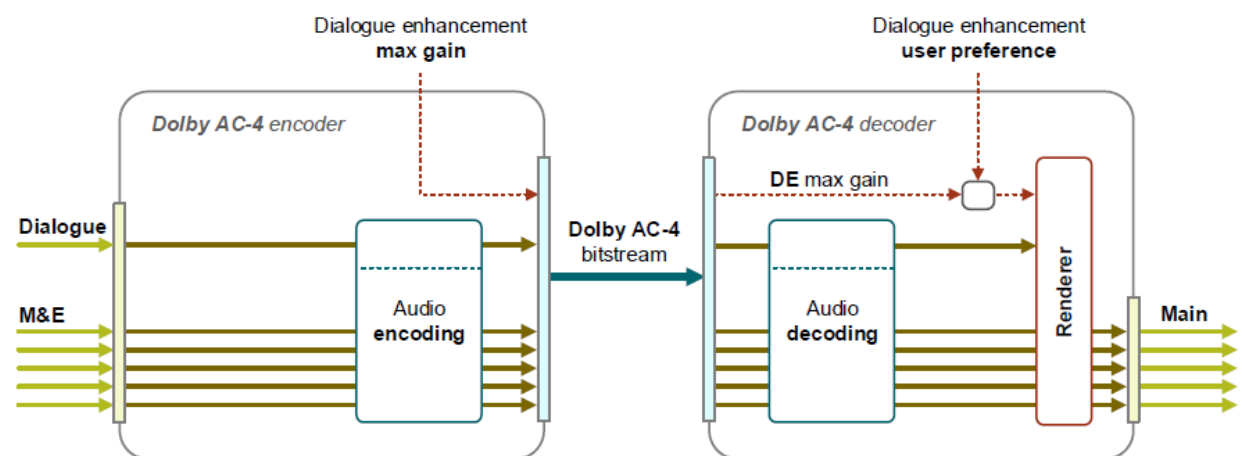 Dialogue enhancement
max gain
Dialogue enhancement
user preference
Dolby AC-4 encoder
Dolby AC-4 decoder
DE max gain
Dialogue
Dolby AC-4
bitstream
M&E
Audio
encoding
Audio
decoding
Renderer
Main